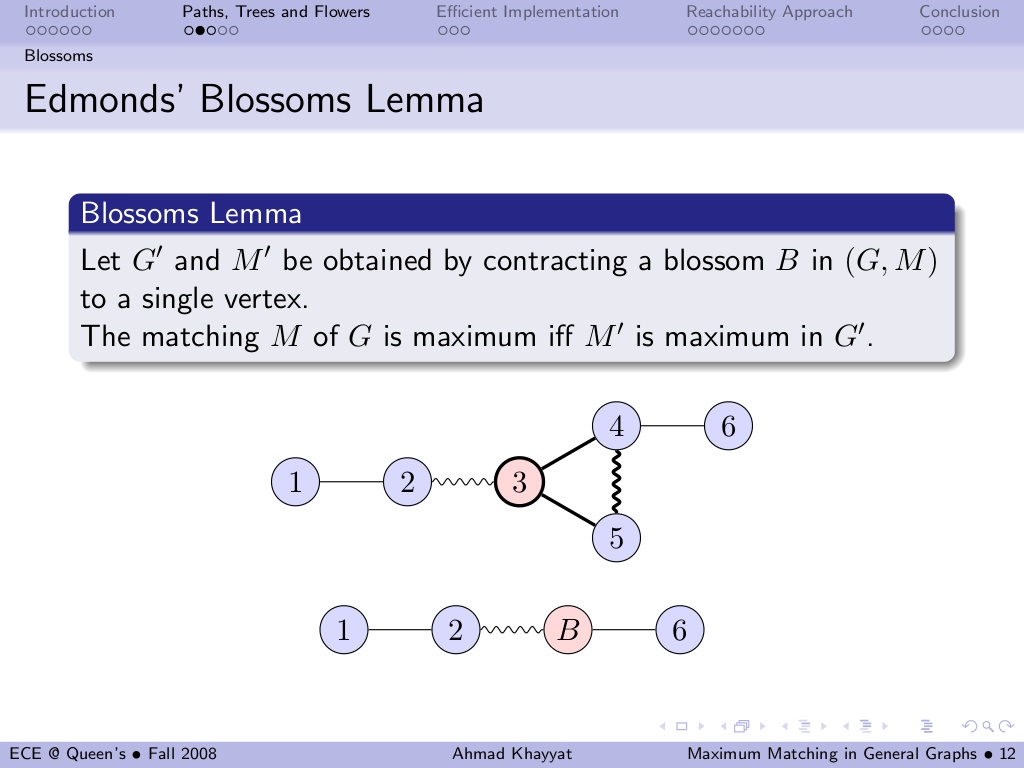 Introduction Paths, Trees and Flowers Efficient Implementation Reachability Approach Conclusion
Blossoms
Edmonds' Blossoms Lemma
Blossoms Lemma
Let G′ and M′ be obtained by contracting a blossom B in (G, M)
to a single vertex.
The matching M of G is maximum iff M′ is maximum in G′.
4 6
1 2 3
5
1 2 B 6
ECE @ Queen's • Fall 2008 Ahmad Khayyat Maximum Matching in General Graphs • 12